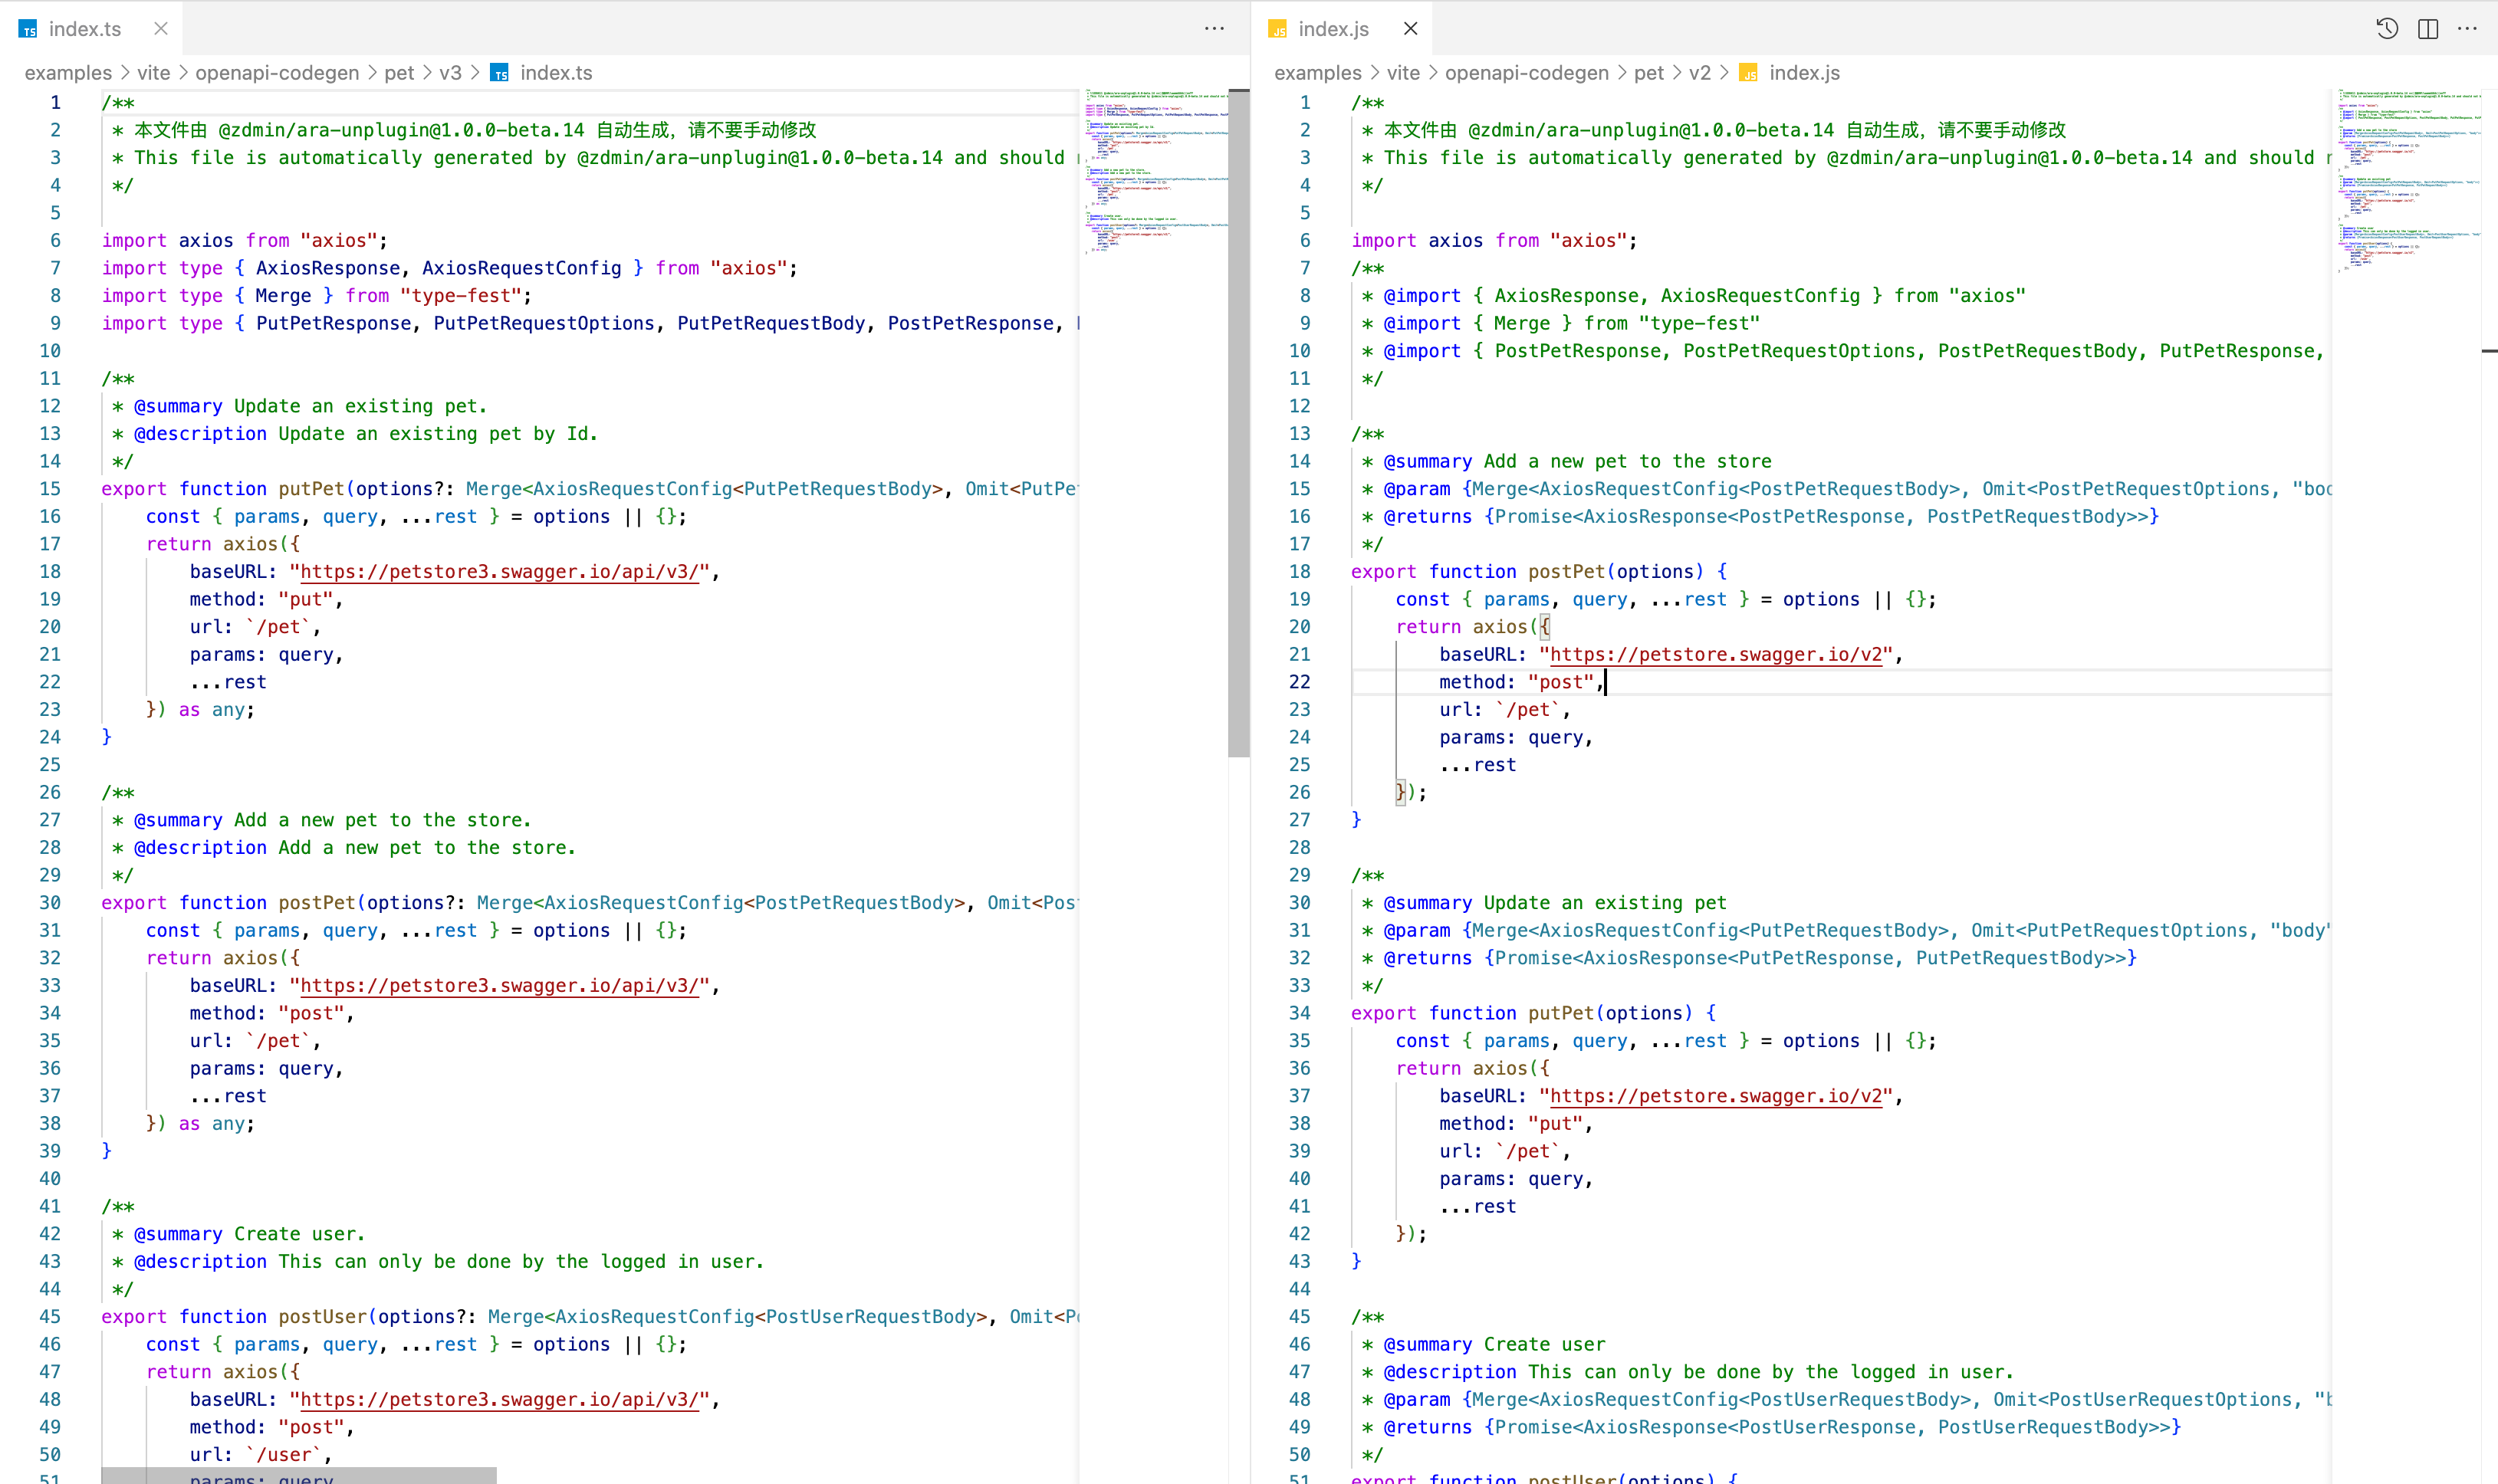 index.ts
examples > vite > openapi-codegen > pet > v3 > index.ts
1 /**
2 * 本文件由 @zdmin/ara-unplugin@1.0.0-beta.14 自动生成，请不要手动修改
3 * This file is automatically generated by @zdmin/ara-unplugin@1.0.0-beta.14 and should
4 */
5
6 import axios from "axios";
7 import type { AxiosResponse, AxiosRequestConfig } from "axios";
8 import type { Merge } from "type-fest";
9 import type { PutPetResponse, PutPetRequestOptions, PutPetRequestBody, PostPetResponse,
10
11 /**
12 * @summary Update an existing pet.
13 * @description Update an existing pet by Id.
14 */
15 export function putPet(options?: Merge<AxiosRequestConfig<PutPetRequestBody>, Omit<PutPe
16 const { params, query, ...rest } = options || {};
17 return axios({
18 baseURL: "https://petstore3.swagger.io/api/v3/",
19 method: "put",
20 url: `/pet`,
21 params: query,
22 ...rest
23 }) as any;
24 }
25
26 /**
27 * @summary Add a new pet to the store.
28 * @description Add a new pet to the store.
29 */
30 export function postPet(options?: Merge<AxiosRequestConfig<PostPetRequestBody>, Omit<Pos
31 const { params, query, ...rest } = options || {};
32 return axios({
33 baseURL: "https://petstore3.swagger.io/api/v3/",
34 method: "post",
35 url: `/pet`,
36 params: query,
37 ...rest
38 }) as any;
39 }
40
41 /**
42 * @summary Create user.
43 * @description This can only be done by the logged in user.
44 */
45 export function postUser(options?: Merge<AxiosRequestConfig<PostUserRequestBody>, Omit<P
46 const { params, query, ...rest } = options || {};
47 return axios({
48 baseURL: "https://petstore3.swagger.io/api/v3/",
49 method: "post",
50 url: `/user`,
51 params: query
index.js
examples > vite > openapi-codegen > pet > v2 > index.js
1 /**
2 * 本文件由 @zdmin/ara-unplugin@1.0.0-beta.14 自动生成，请不要手动修改
3 * This file is automatically generated by @zdmin/ara-unplugin@1.0.0-beta.14 and should
4 */
5
6 import axios from "axios";
7 /**
8 * @import { AxiosResponse, AxiosRequestConfig } from "axios"
9 * @import { Merge } from "type-fest"
10 * @import { PostPetResponse, PostPetRequestOptions, PostPetRequestBody, PutPetResponse,
11 */
12
13 /**
14 * @summary Add a new pet to the store
15 * @param {Merge<AxiosRequestConfig<PostPetRequestBody>, Omit<PostPetRequestOptions, "bod
16 * @returns {Promise<AxiosResponse<PostPetResponse, PostPetRequestBody>>}
17 */
18 export function postPet(options) {
19 const { params, query, ...rest } = options || {};
20 return axios({
21 baseURL: "https://petstore.swagger.io/v2",
22 method: "post",
23 url: `/pet`,
24 params: query,
25 ...rest
26 });
27 }
28
29 /**
30 * @summary Update an existing pet
31 * @param {Merge<AxiosRequestConfig<PutPetRequestBody>, Omit<PutPetRequestOptions, "body"
32 * @returns {Promise<AxiosResponse<PutPetResponse, PutPetRequestBody>>}
33 */
34 export function putPet(options) {
35 const { params, query, ...rest } = options || {};
36 return axios({
37 baseURL: "https://petstore.swagger.io/v2",
38 method: "put",
39 url: `/pet`,
40 params: query,
41 ...rest
42 });
43 }
44
45 /**
46 * @summary Create user
47 * @description This can only be done by the logged in user.
48 * @param {Merge<AxiosRequestConfig<PostUserRequestBody>, Omit<PostUserRequestOptions, "b
49 * @returns {Promise<AxiosResponse<PostUserResponse, PostUserRequestBody>>}
50 */
51 export function postUser(options) {